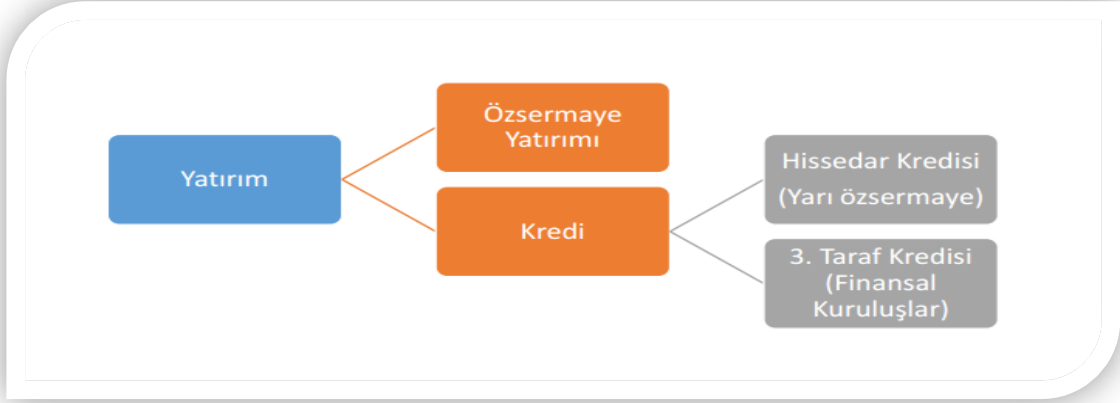 Yatırım
Özsermaye
Yatırımı
Kredi
Hissedar Kredisi
(Yarı özsermaye)
3. Taraf Kredisi
(Finansal
Kuruluşlar)